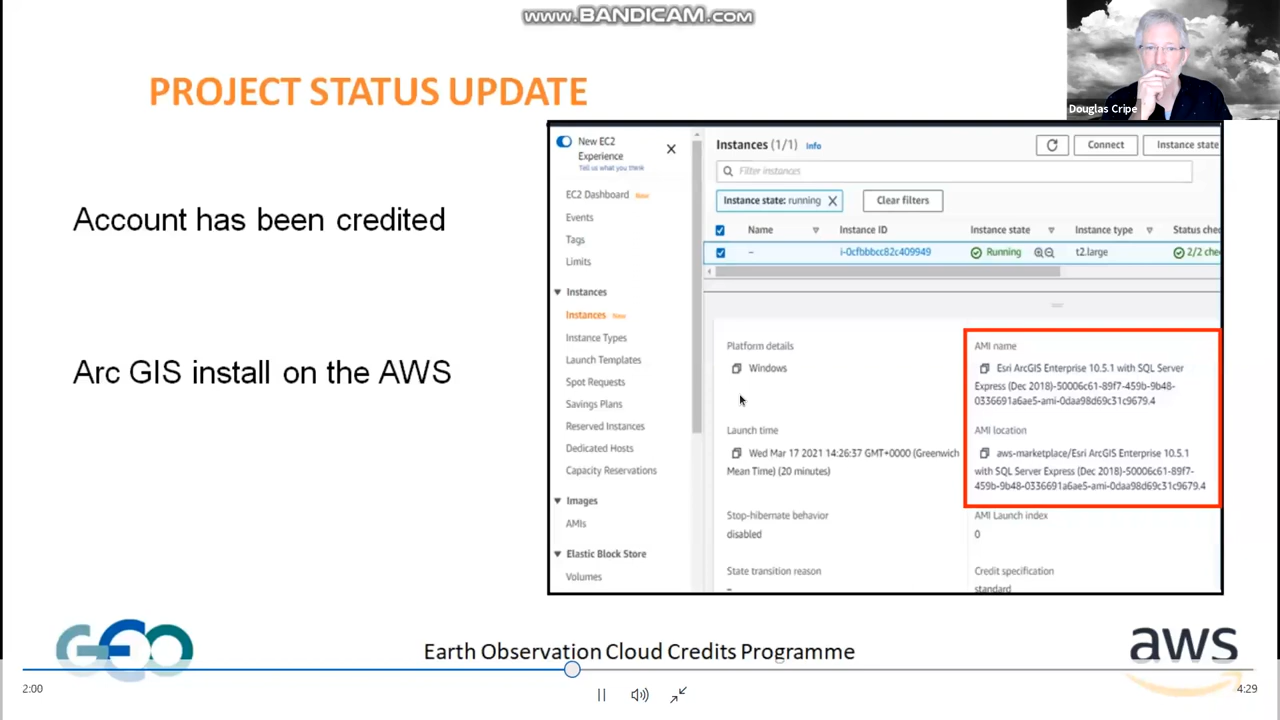 www.BANDICAM.com
Douglas Cripe
PROJECT STATUS UPDATE
Account has been credited
Arc GIS install on the AWS
New EC2
Experience
Tell us what you think
EC2 Dashboard New
Events
Tags
Limits
Instances
Instances New
Instance Types
Launch Templates
Spot Requests
Savings Plans
Reserved Instances
Dedicated Hosts
Capacity Reservations
Images
AMIs
Elastic Block Store
Volumes
Instances (1/1) Info
Connect
Instance state
Filter instances
Instance state: running
Clear filters
Name Instance ID Instance state Instance type Status chec
– i-0cfbbbcc82c409949 Running t2.large 2/2 che
Platform details
Windows
Launch time
Wed Mar 17 2021 14:26:37 GMT+0000 (Greenwich
Mean Time) (20 minutes)
Stop-hibernate behavior
disabled
State transition reason
–
AMI name
Esri ArcGIS Enterprise 10.5.1 with SQL Server
Express (Dec 2018)-50006c61-89f7-459b-9b48-
0336691a6ae5-ami-0daa98d69c31c9679.4
AMI location
aws-marketplace/Esri ArcGIS Enterprise 10.5.1
with SQL Server Express (Dec 2018)-50006c61-89f7-
459b-9b48-0336691a6ae5-ami-0daa98d69c31c9679.4
AMI Launch index
0
Credit specification
standard
GEO
Earth Observation Cloud Credits Programme
aws
2:00
4:29